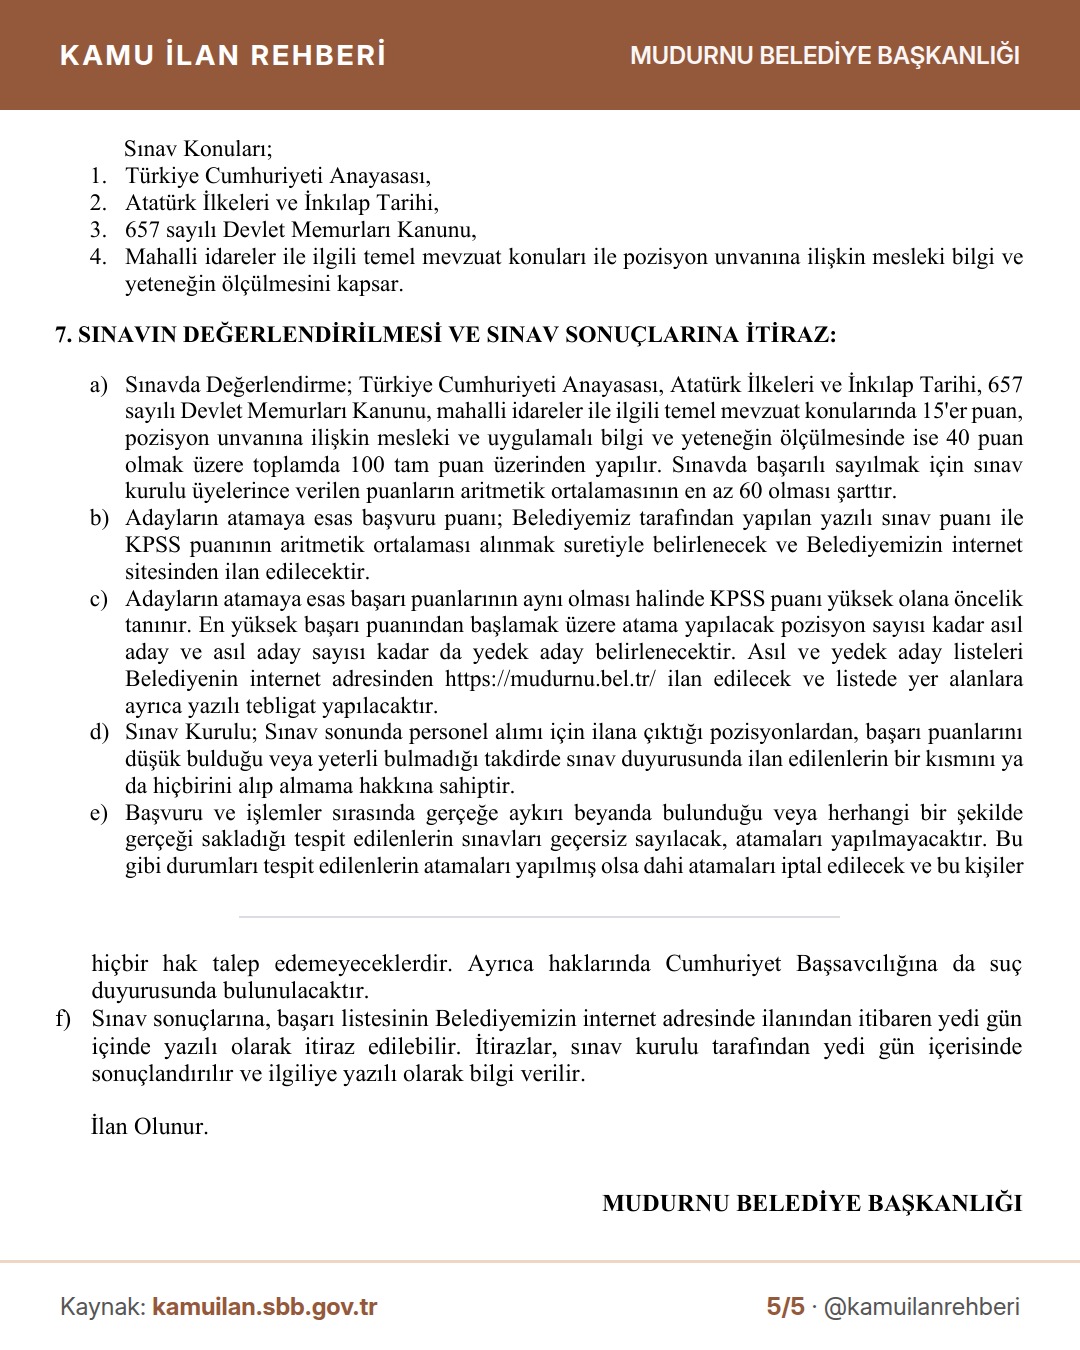 KAMU İLAN REHBERİ
MUDURNU BELEDİYE BAŞKANLIĞI
Sınav Konuları;
1. Türkiye Cumhuriyeti Anayasası,
2. Atatürk İlkeleri ve İnkılap Tarihi,
3. 657 sayılı Devlet Memurları Kanunu,
4. Mahalli idareler ile ilgili temel mevzuat konuları ile pozisyon unvanına ilişkin mesleki bilgi ve
yeteneğin ölçülmesini kapsar.
7. SINAVIN DEĞERLENDİRİLMESİ VE SINAV SONUÇLARINA İTİRAZ:
a) Sınavda Değerlendirme; Türkiye Cumhuriyeti Anayasası, Atatürk İlkeleri ve İnkılap Tarihi, 657
sayılı Devlet Memurları Kanunu, mahalli idareler ile ilgili temel mevzuat konularında 15'er puan,
pozisyon unvanına ilişkin mesleki ve uygulamalı bilgi ve yeteneğin ölçülmesinde ise 40 puan
olmak üzere toplamda 100 tam puan üzerinden yapılır. Sınavda başarılı sayılmak için sınav
kurulu üyelerince verilen puanların aritmetik ortalamasının en az 60 olması şarttır.
b) Adayların atamaya esas başvuru puanı; Belediyemiz tarafından yapılan yazılı sınav puanı ile
KPSS puanının aritmetik ortalaması alınmak suretiyle belirlenecek ve Belediyemizin internet
sitesinden ilan edilecektir.
c) Adayların atamaya esas başarı puanlarının aynı olması halinde KPSS puanı yüksek olana öncelik
tanınır. En yüksek başarı puanından başlamak üzere atama yapılacak pozisyon sayısı kadar asıl
aday ve asıl aday sayısı kadar da yedek aday belirlenecektir. Asıl ve yedek aday listeleri
Belediyenin internet adresinden https://mudurnu.bel.tr/ ilan edilecek ve listede yer alanlara
ayrıca yazılı tebligat yapılacaktır.
d) Sınav Kurulu; Sınav sonunda personel alımı için ilana çıktığı pozisyonlardan, başarı puanlarını
düşük bulduğu veya yeterli bulmadığı takdirde sınav duyurusunda ilan edilenlerin bir kısmını ya
da hiçbirini alıp almama hakkına sahiptir.
e) Başvuru ve işlemler sırasında gerçeğe aykırı beyanda bulunduğu veya herhangi bir şekilde
gerçeği sakladığı tespit edilenlerin sınavları geçersiz sayılacak, atamaları yapılmayacaktır. Bu
gibi durumları tespit edilenlerin atamaları yapılmış olsa dahi atamaları iptal edilecek ve bu kişiler
hiçbir hak talep edemeyeceklerdir. Ayrıca haklarında Cumhuriyet Başsavcılığına da suç
duyurusunda bulunulacaktır.
f) Sınav sonuçlarına, başarı listesinin Belediyemizin internet adresinde ilanından itibaren yedi gün
içinde yazılı olarak itiraz edilebilir. İtirazlar, sınav kurulu tarafından yedi gün içerisinde
sonuçlandırılır ve ilgiliye yazılı olarak bilgi verilir.
İlan Olunur.
MUDURNU BELEDİYE BAŞKANLIĞI
Kaynak: kamuilan.sbb.gov.tr
5/5 · @kamuilanrehberi